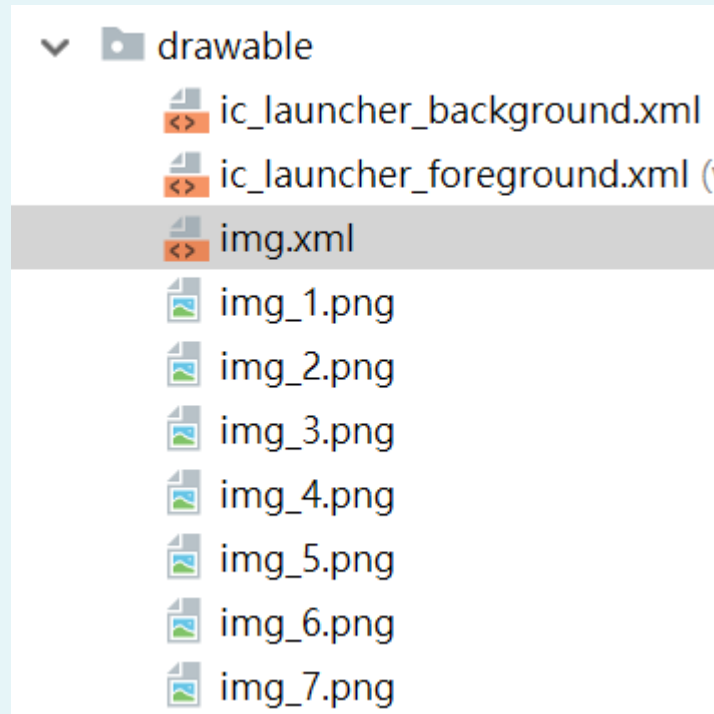 drawable
ic_launcher_background.xml
ic_launcher_foreground.xml
img.xml
img_1.png
img_2.png
img_3.png
img_4.png
img_5.png
img_6.png
img_7.png